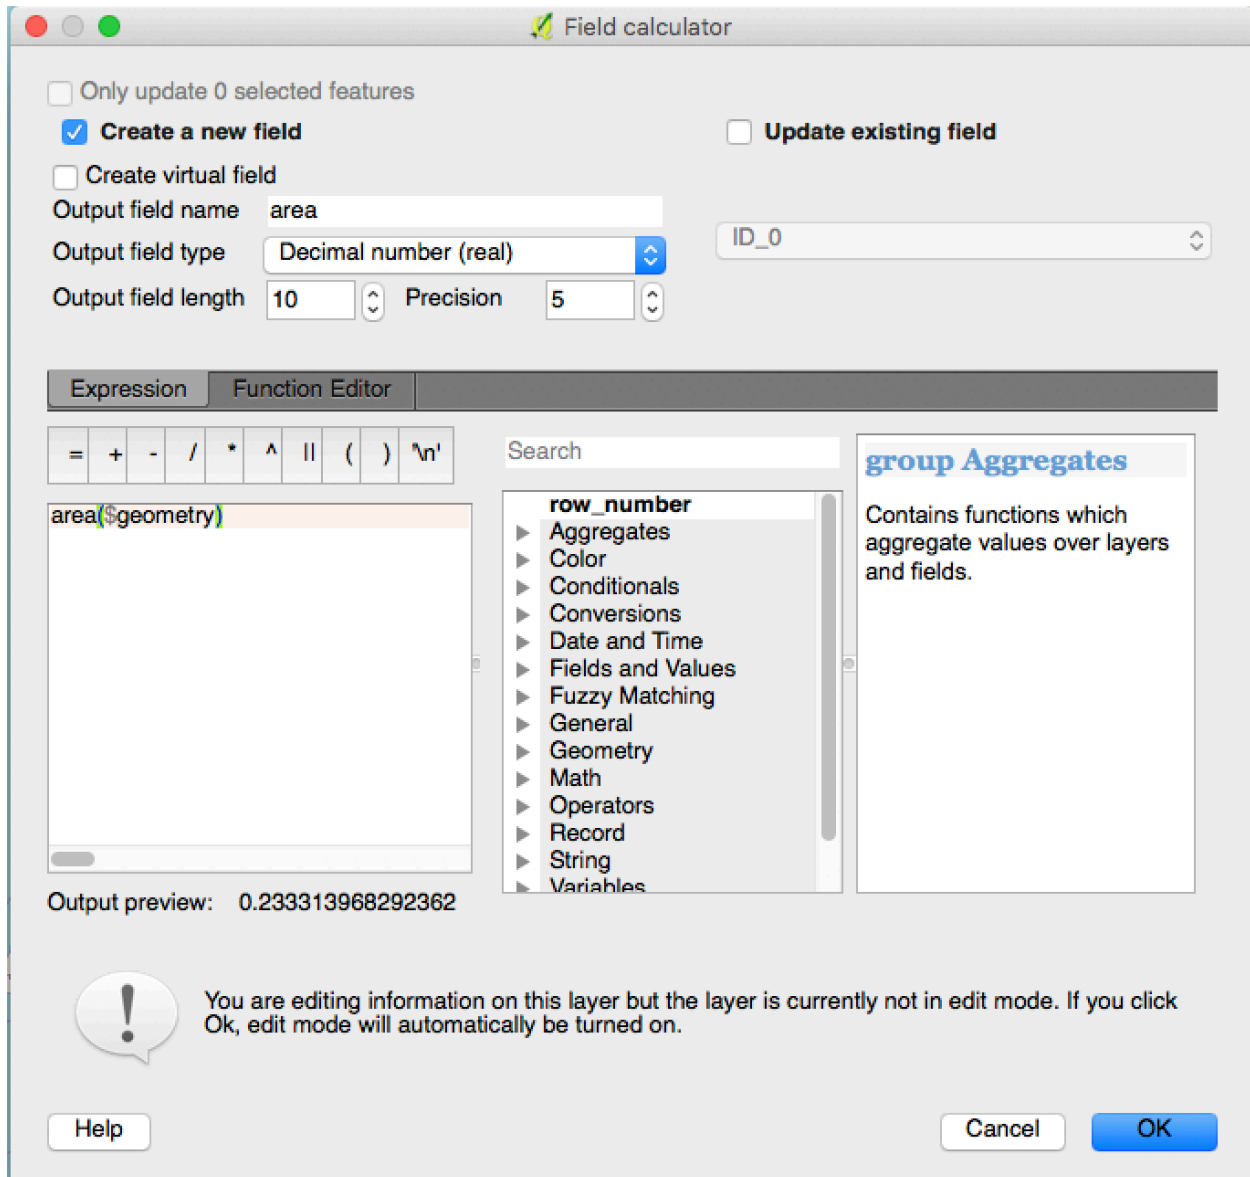 Field calculator
Only update 0 selected features
Create a new field
Update existing field
Create virtual field
Output field name area
ID_0
Output field type Decimal number (real)
Output field length 10 Precision 5
Expression Function Editor
= + - / * ^ || ( ) '\n'
Search
area($geometry)
row_number
Aggregates
Color
Conditionals
Conversions
Date and Time
Fields and Values
Fuzzy Matching
General
Geometry
Math
Operators
Record
String
Variables
group Aggregates
Contains functions which
aggregate values over layers
and fields.
Output preview: 0.233313968292362
You are editing information on this layer but the layer is currently not in edit mode. If you click
Ok, edit mode will automatically be turned on.
Help Cancel OK